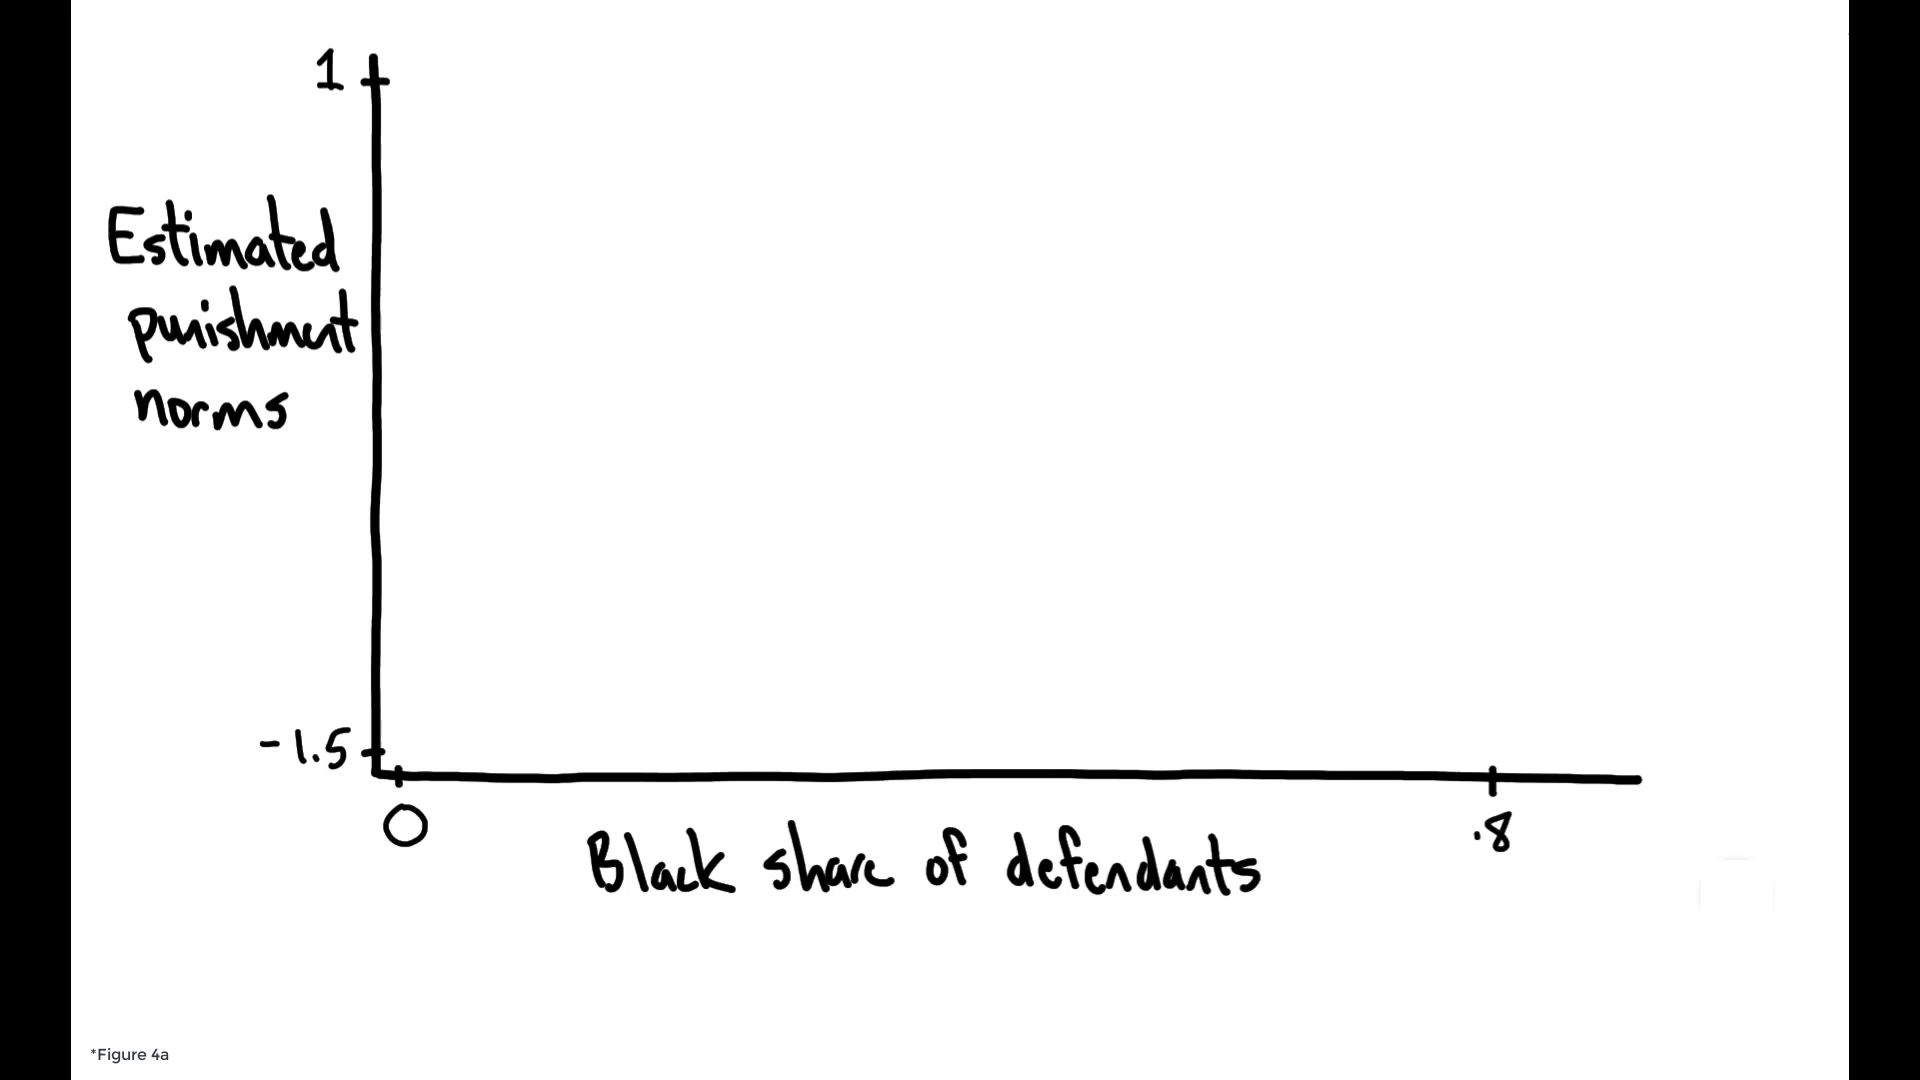 1
Estimated
punishment
norms
-1.5
0
.8
Black share of defendants
*Figure 4a